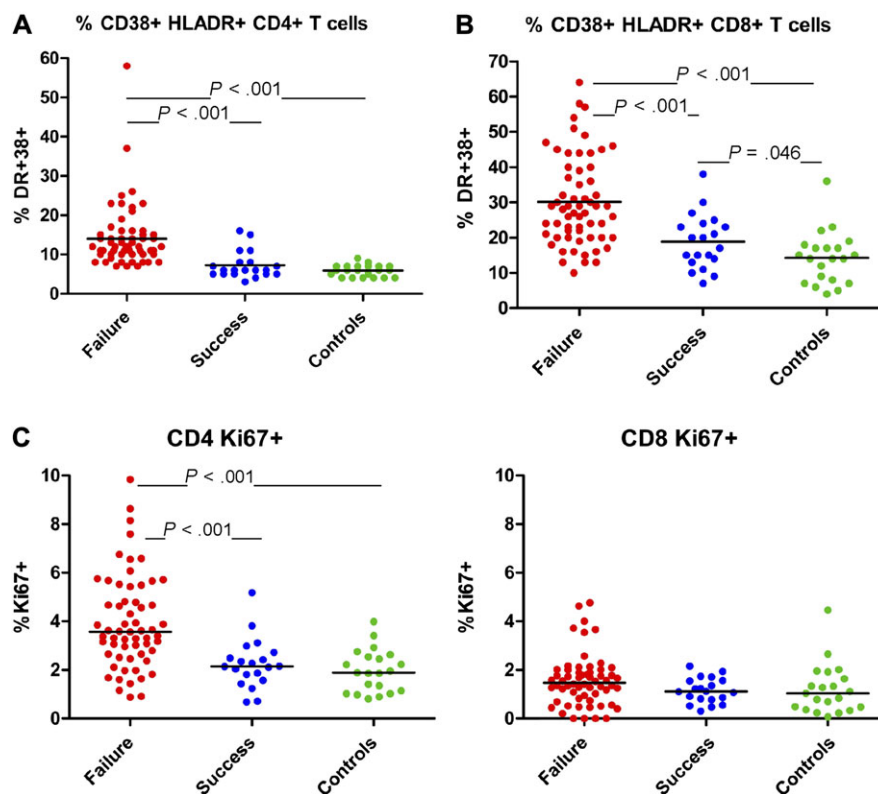 A
% CD38+ HLADR+ CD4+ T cells
% DR+38+
60
50
40
30
20
10
0
P < .001
P < .001
Failure
Success
Controls
B
% CD38+ HLADR+ CD8+ T cells
% DR+38+
70
60
50
40
30
20
10
0
P < .001
P < .001
P = .046
Failure
Success
Controls
C
CD4 Ki67+
%Ki67+
10
8
6
4
2
0
P < .001
P < .001
Failure
Success
Controls
CD8 Ki67+
%Ki67+
10
8
6
4
2
0
Failure
Success
Controls